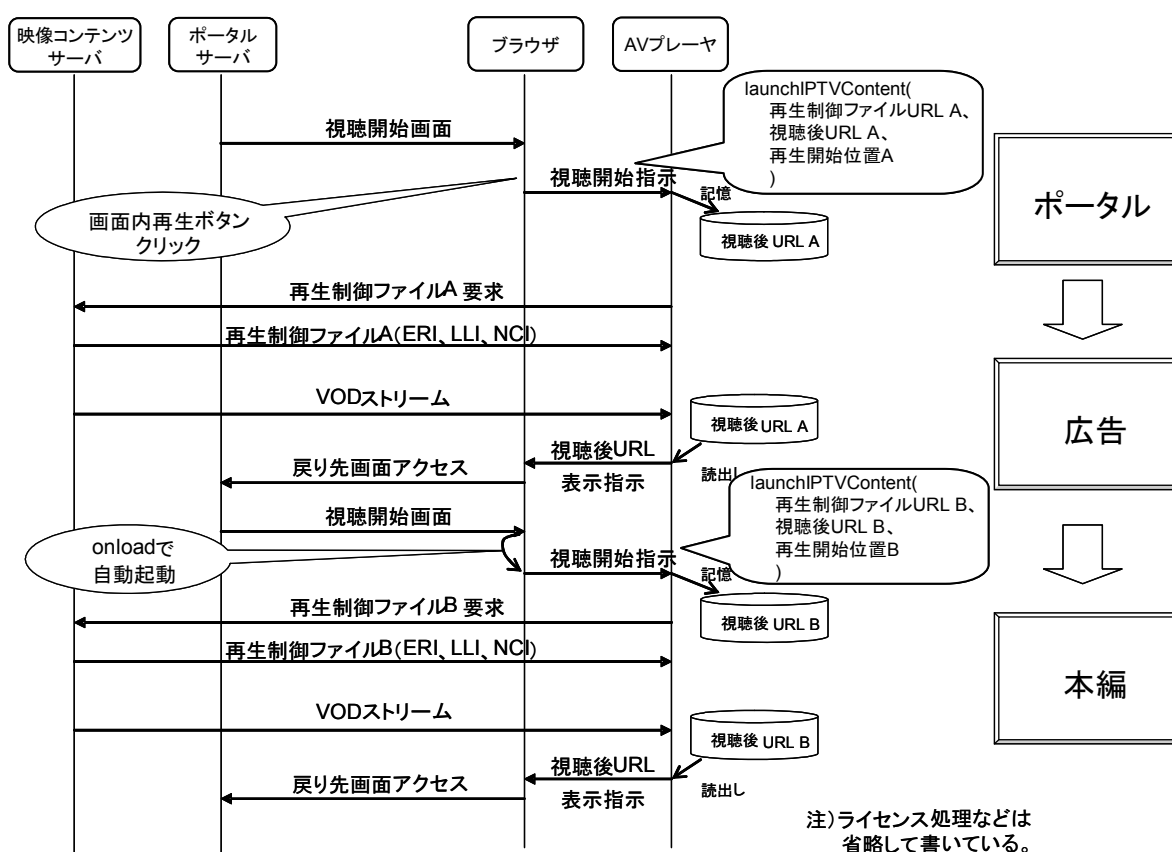 映像コンテンツ
サーバ
ポータル
サーバ
ブラウザ
AVプレーヤ
launchIPTVContent(
再生制御ファイルURL A、
視聴後URL A、
再生開始位置A
)
視聴開始画面
視聴開始指示
記憶
画面内再生ボタン
クリック
視聴後 URL A
ポータル
再生制御ファイルA 要求
再生制御ファイルA(ERI、LLI、NCI)
VODストリーム
視聴後 URL A
広告
視聴後URL
表示指示
読出し
戻り先画面アクセス
launchIPTVContent(
再生制御ファイルURL B、
視聴後URL B、
再生開始位置B
)
視聴開始画面
onloadで
自動起動
視聴開始指示
記憶
視聴後 URL B
再生制御ファイルB 要求
再生制御ファイルB(ERI、LLI、NCI)
本編
VODストリーム
視聴後 URL B
視聴後URL
表示指示
読出し
戻り先画面アクセス
注)ライセンス処理などは
省略して書いている。